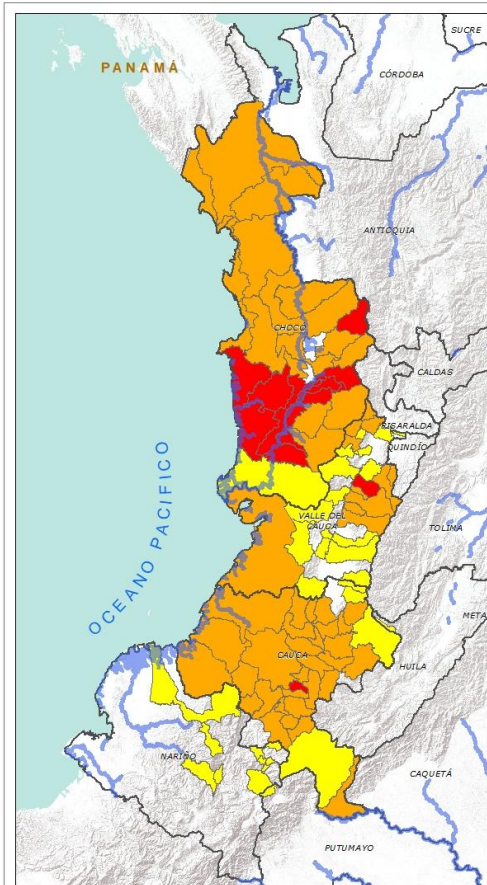 SUCRE
PANAMÁ
CÓRDOBA
ANTIOQUIA
CHOCÓ
CALDAS
RISARALDA
QUINDÍO
VALLE DEL
CAUCA
TOLIMA
OCEANO PACIFICO
META
CAUCA
HUILA
NARIÑO
CAQUETÁ
PUTUMAYO